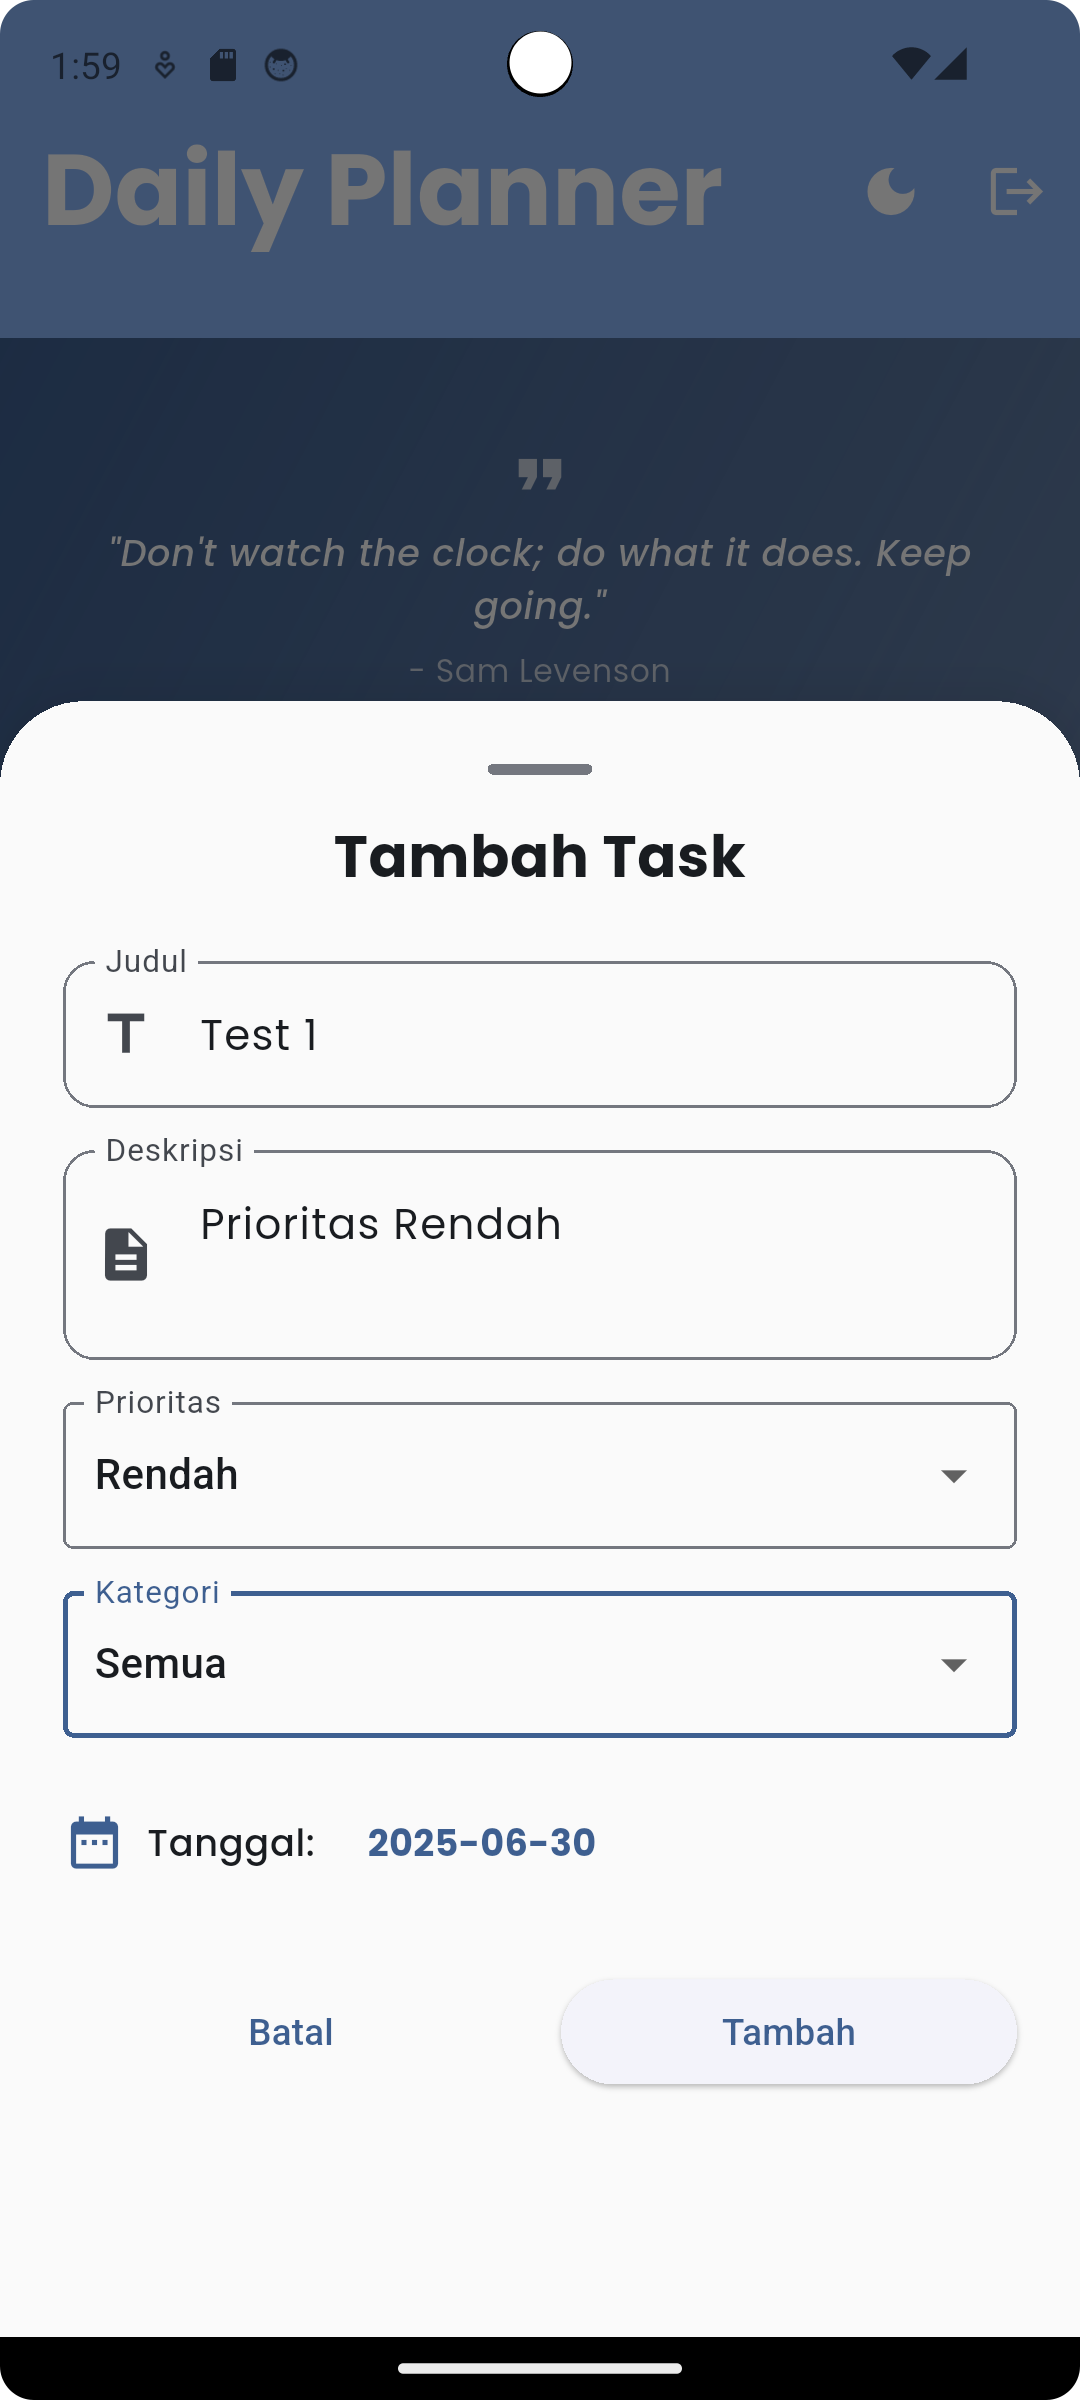 1:59
Daily Planner
"Don't watch the clock; do what it does. Keep
going."
- Sam Levenson
Tambah Task
Judul
Test 1
Deskripsi
Prioritas Rendah
Prioritas
Rendah
Kategori
Semua
Tanggal: 2025-06-30
Batal Tambah